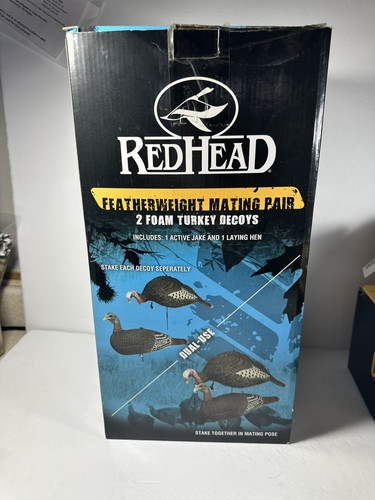 REDHEAD®
FEATHERWEIGHT MATING PAIR
2 FOAM TURKEY DECOYS
INCLUDES: 1 ACTIVE JAKE AND 1 LAYING HEN
STAKE EACH DECOY SEPERATELY
DUAL-USE
STAKE TOGETHER IN MATING POSE